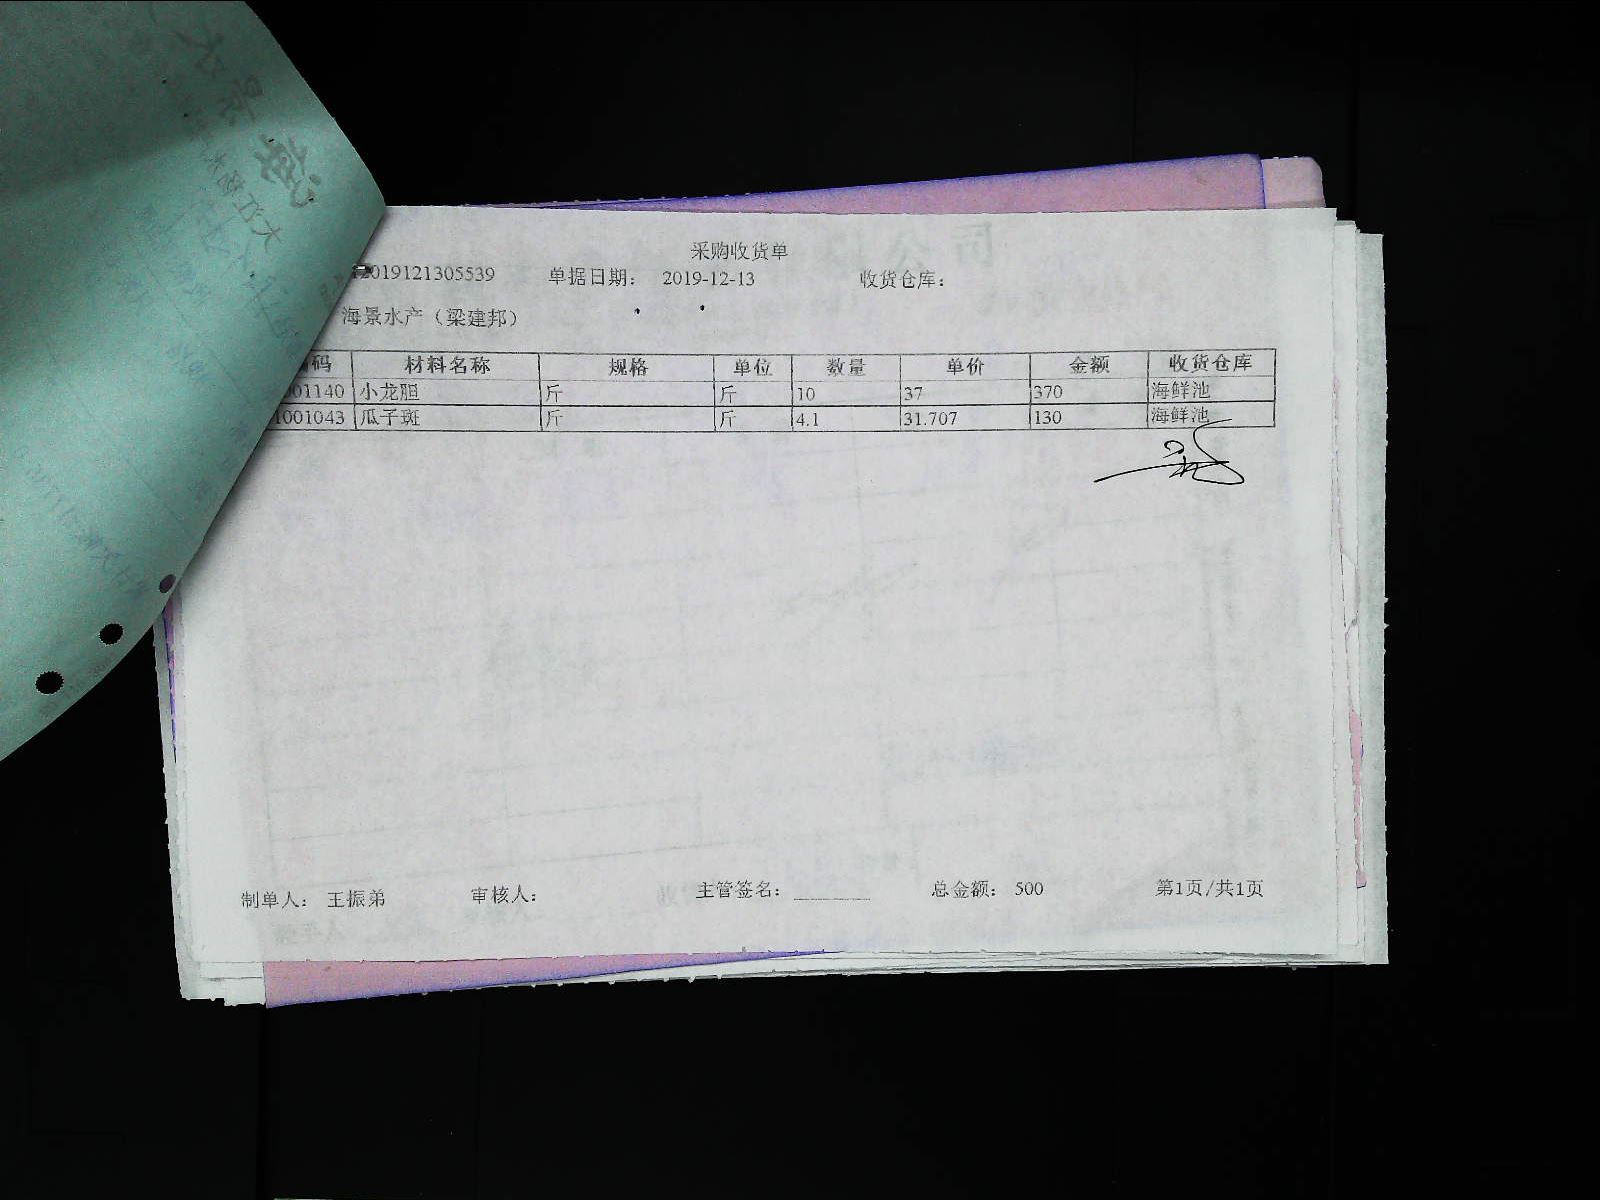 采购收货单
2019121305539 单据日期： 2019-12-13 收货仓库：
海景水产（梁建邦）
码 材料名称 规格 单位 数量 单价 金额 收货仓库
001140 小龙胆 斤 斤 10 37 370 海鲜池
1001043 瓜子斑 斤 斤 4.1 31.707 130 海鲜池
制单人： 王振弟 审核人： 主管签名： 总金额： 500 第1页/共1页